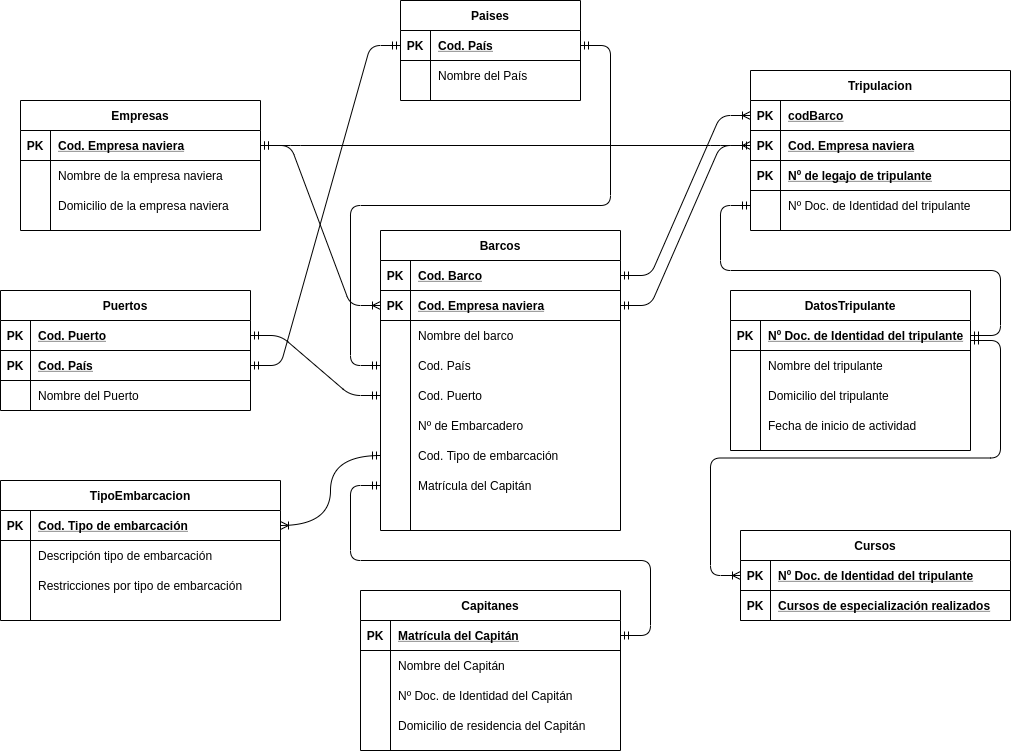 Paises
PK Cod. País
Nombre del País
Empresas
PK Cod. Empresa naviera
Nombre de la empresa naviera
Domicilio de la empresa naviera
Tripulacion
PK codBarco
PK Cod. Empresa naviera
PK Nº de legajo de tripulante
Nº Doc. de Identidad del tripulante
Barcos
PK Cod. Barco
PK Cod. Empresa naviera
Nombre del barco
Cod. País
Cod. Puerto
Nº de Embarcadero
Cod. Tipo de embarcación
Matrícula del Capitán
Puertos
PK Cod. Puerto
PK Cod. País
Nombre del Puerto
DatosTripulante
PK Nº Doc. de Identidad del tripulante
Nombre del tripulante
Domicilio del tripulante
Fecha de inicio de actividad
TipoEmbarcacion
PK Cod. Tipo de embarcación
Descripción tipo de embarcación
Restricciones por tipo de embarcación
Cursos
PK Nº Doc. de Identidad del tripulante
PK Cursos de especialización realizados
Capitanes
PK Matrícula del Capitán
Nombre del Capitán
Nº Doc. de Identidad del Capitán
Domicilio de residencia del Capitán